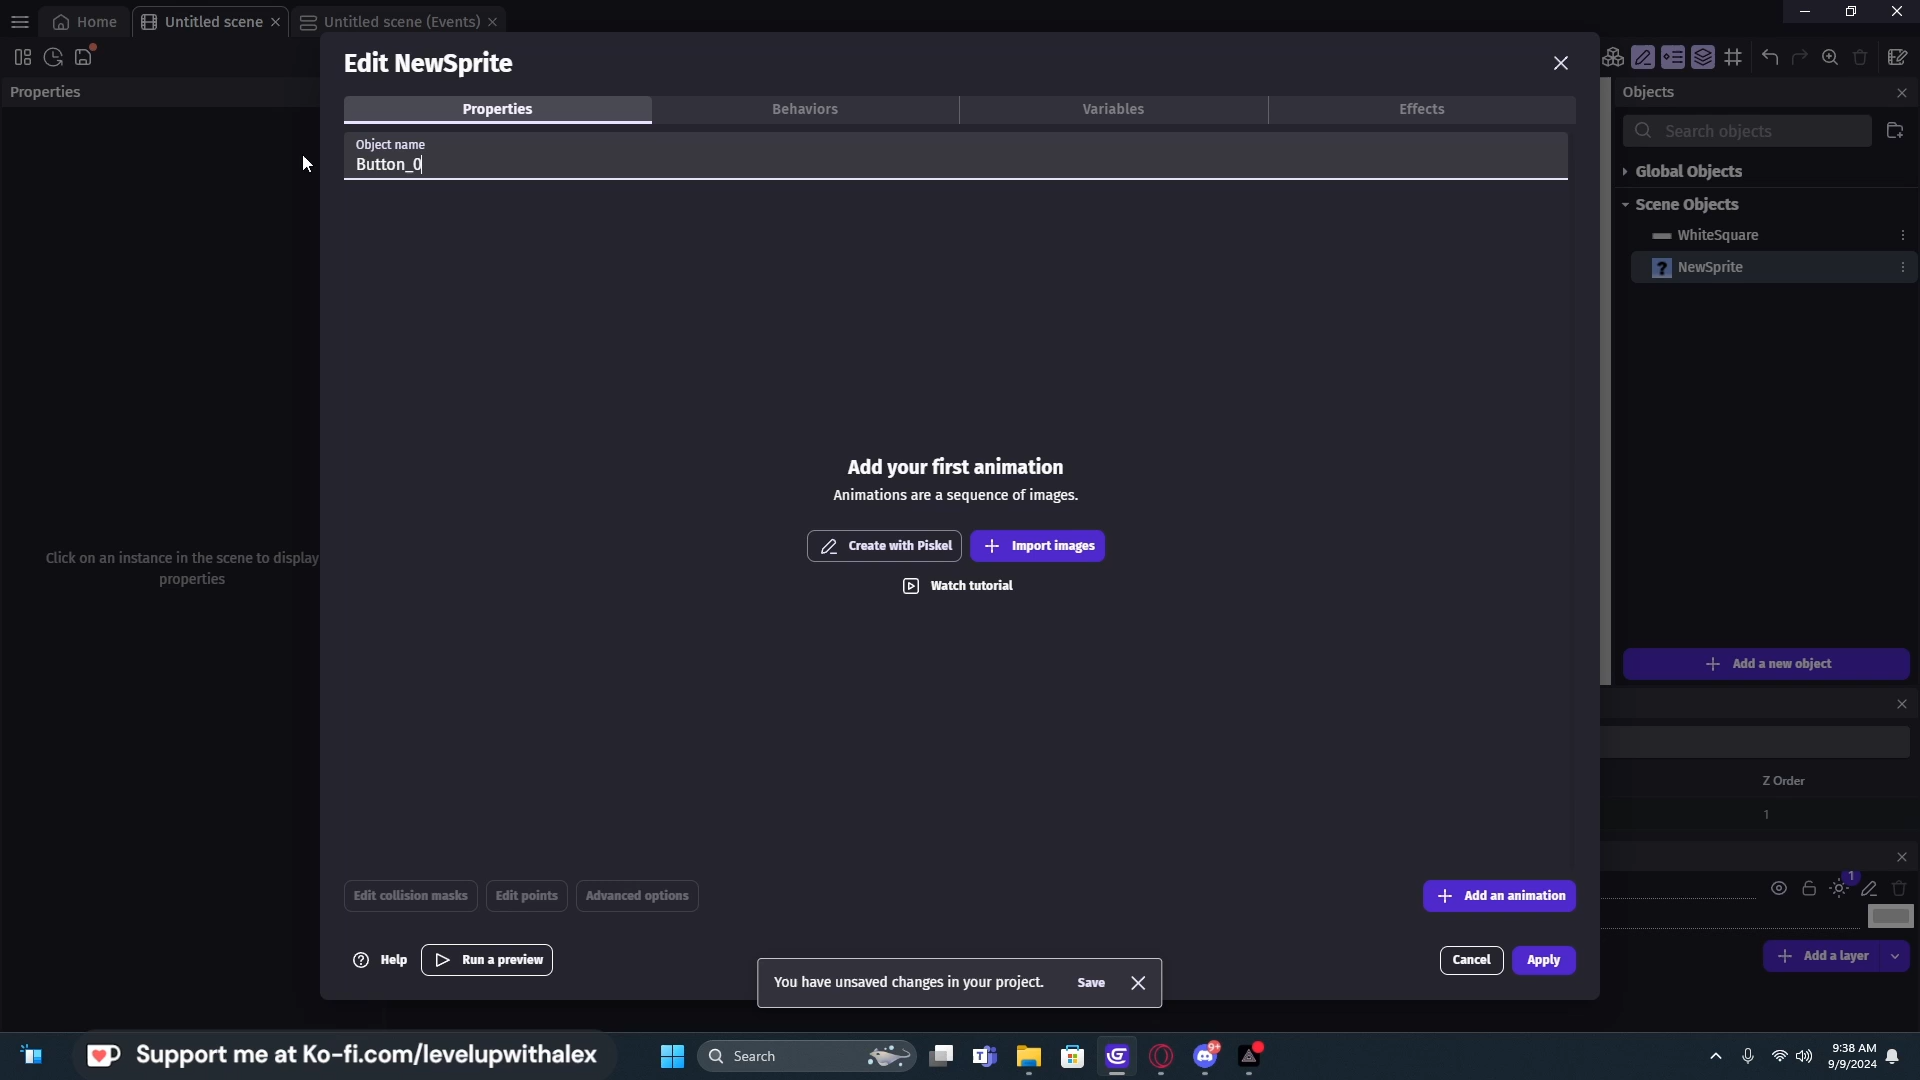 Home
Untitled scene
Untitled scene (Events)
Properties
Click on an instance in the scene to display
properties
Edit NewSprite
Properties
Behaviors
Variables
Effects
Object name
Button_0
Add your first animation
Animations are a sequence of images.
Create with Piskel
Import images
Watch tutorial
Edit collision masks
Edit points
Advanced options
Add an animation
Help
Run a preview
Cancel
Apply
You have unsaved changes in your project.
Save
Objects
Search objects
Global Objects
Scene Objects
WhiteSquare
? NewSprite
Add a new object
Z Order
1
1
Add a layer
Support me at Ko-fi.com/levelupwithalex
Search
9+
9:38 AM
9/9/2024